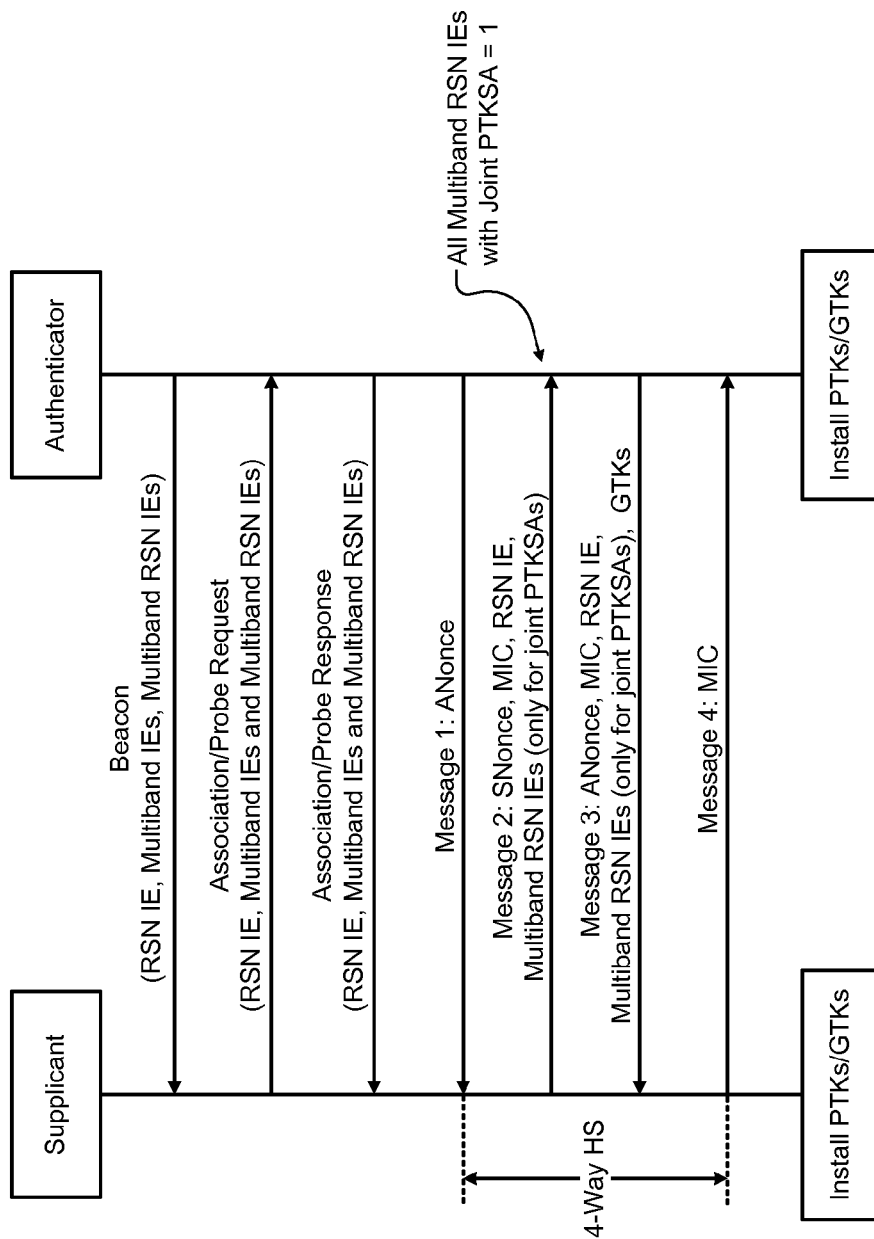 Supplicant
Authenticator
Beacon
(RSN IE, Multiband IEs, Multiband RSN IEs)
Association/Probe Request
(RSN IE, Multiband IEs and Multiband RSN IEs)
Association/Probe Response
(RSN IE, Multiband IEs and Multiband RSN IEs)
Message 1: ANonce
Message 2: SNonce, MIC, RSN IE,
Multiband RSN IEs (only for joint PTKSAs)
All Multiband RSN IEs
with Joint PTKSA = 1
Message 3: ANonce, MIC, RSN IE,
Multiband RSN IEs (only for joint PTKSAs), GTKs
Message 4: MIC
4-Way HS
Install PTKs/GTKs
Install PTKs/GTKs